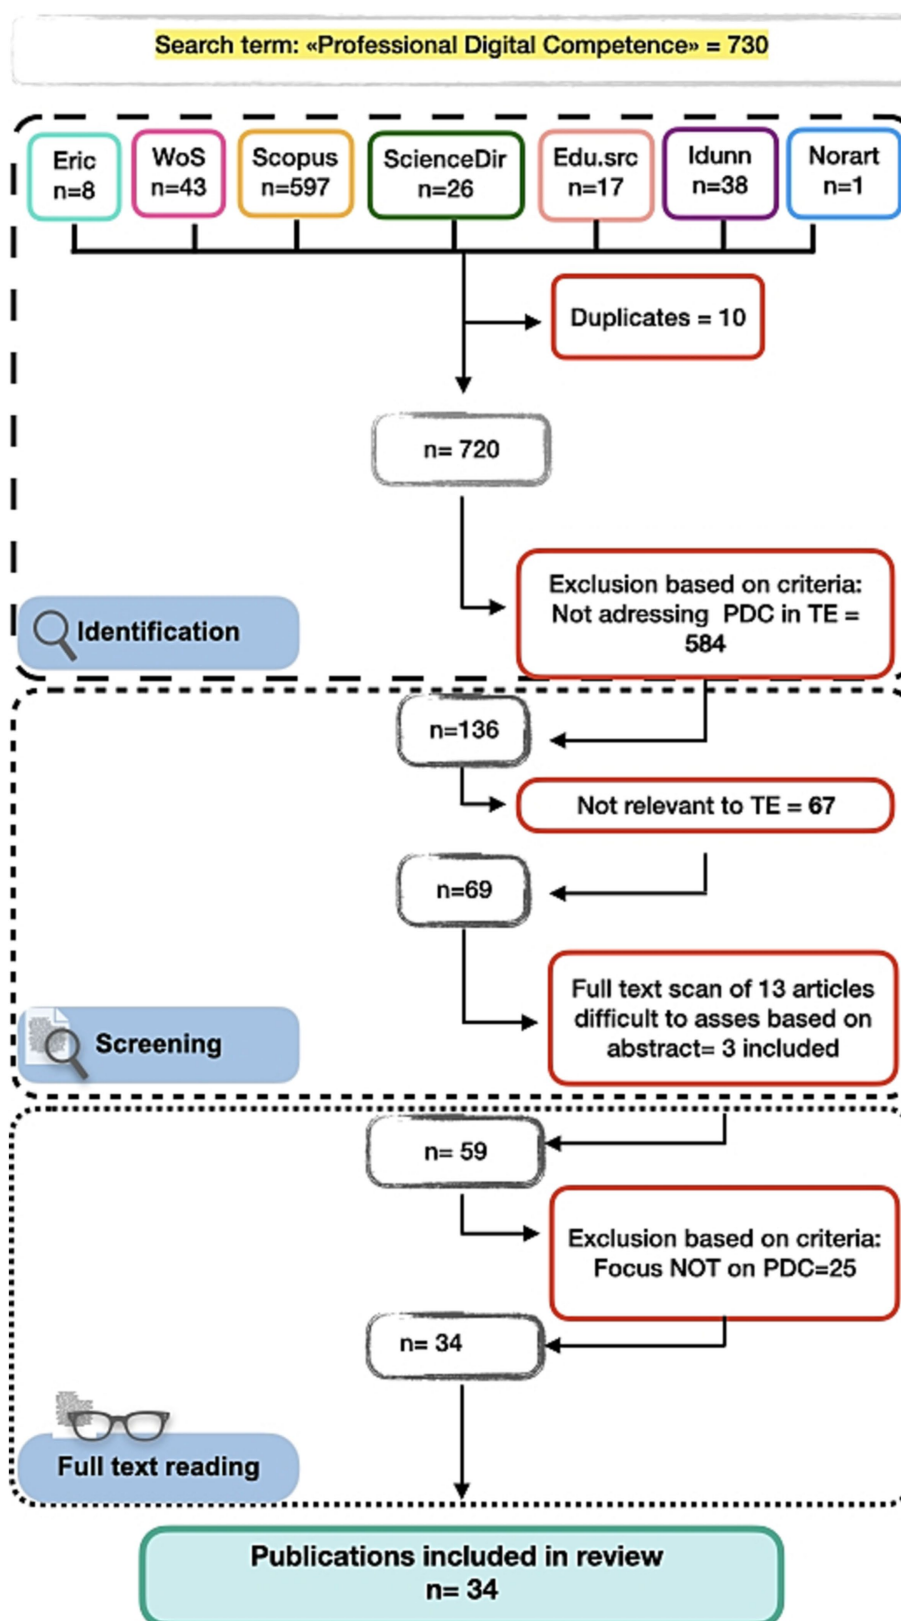 Search term: «Professional Digital Competence» = 730
Eric
n=8
WoS
n=43
Scopus
n=597
ScienceDir
n=26
Edu.src
n=17
Idunn
n=38
Norart
n=1
Duplicates = 10
n= 720
Exclusion based on criteria:
Not adressing PDC in TE =
584
Identification
n=136
Not relevant to TE = 67
n=69
Full text scan of 13 articles
difficult to asses based on
abstract= 3 included
Screening
n= 59
Exclusion based on criteria:
Focus NOT on PDC=25
n= 34
Full text reading
Publications included in review
n= 34